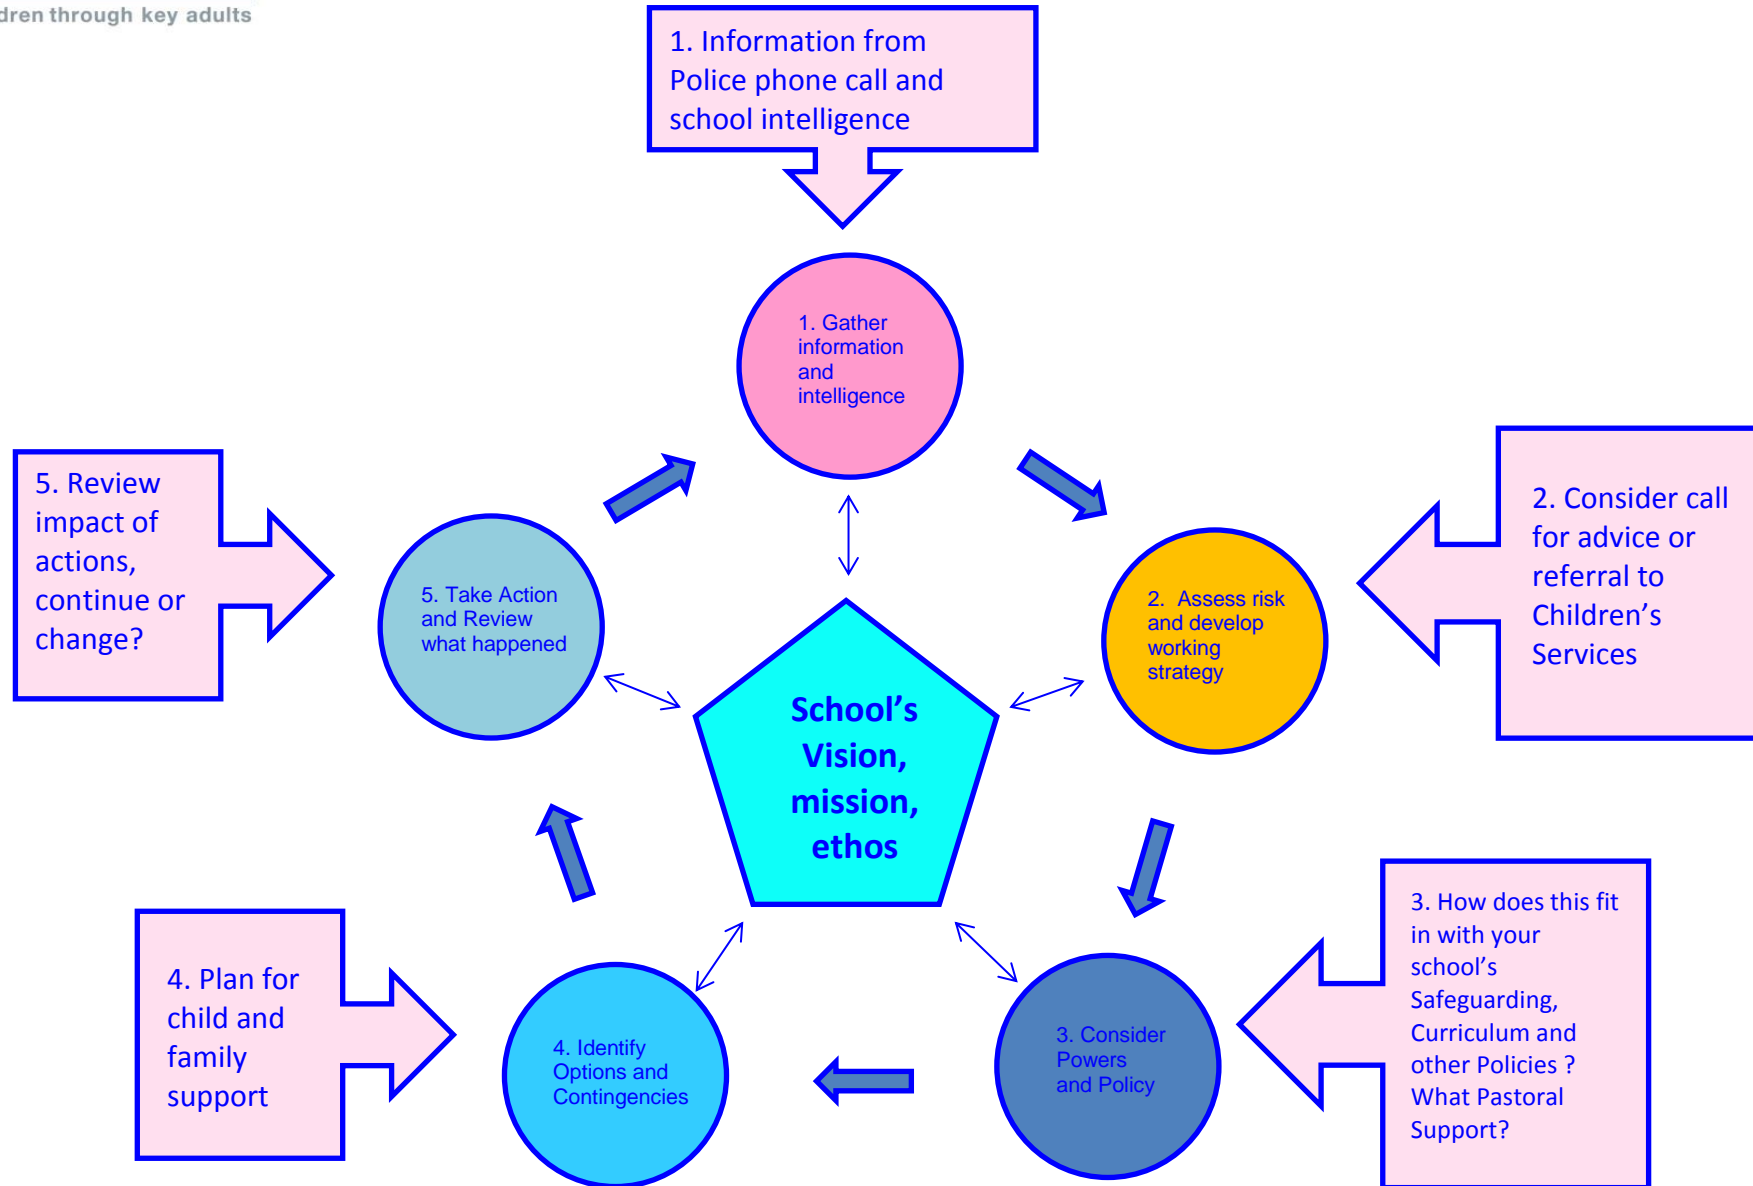 dren through key adults
1. Information from
Police phone call and
school intelligence
1. Gather
information
and
intelligence
5. Review
impact of
actions,
continue or
change?
2. Consider call
for advice or
referral to
Children’s
Services
5. Take Action
and Review
what happened
2.  Assess risk
and develop
working
strategy
School’s
Vision,
mission,
ethos
4. Plan for
child and
family
support
3. How does this fit
in with your
school’s
Safeguarding,
Curriculum and
other Policies ?
What Pastoral
Support?
4. Identify
Options and
Contingencies
3. Consider
Powers
and Policy